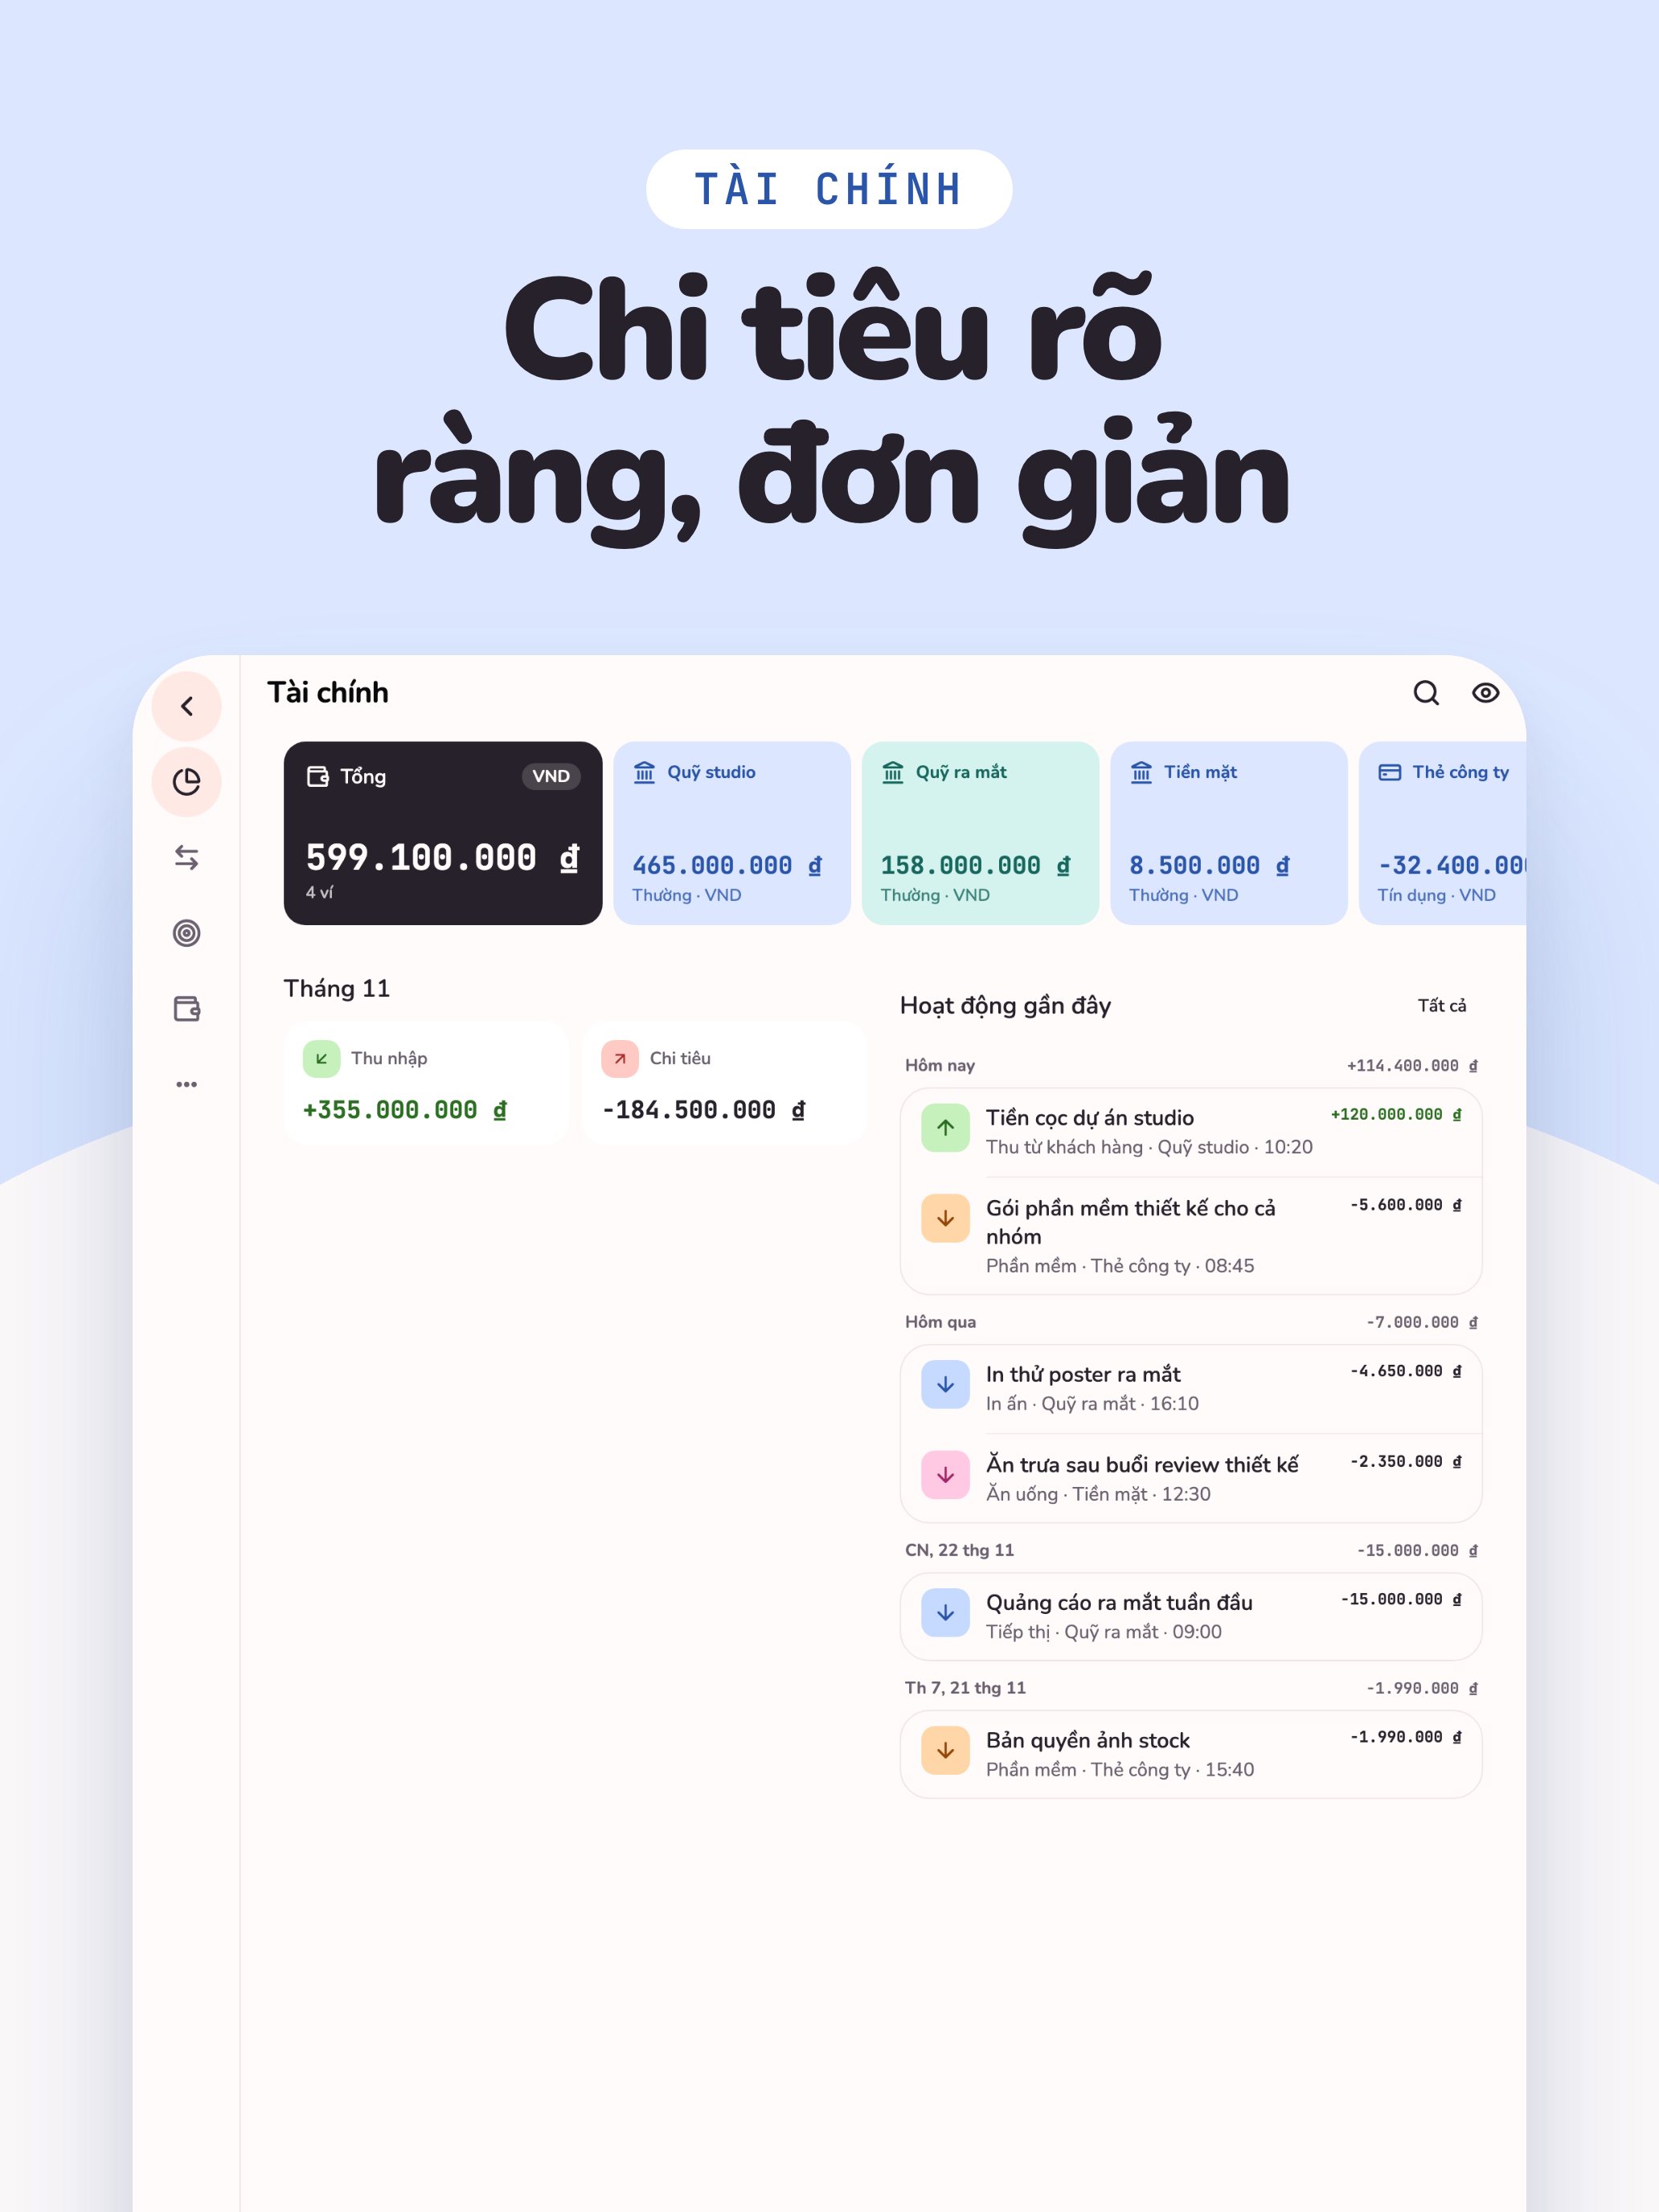 TÀI CHÍNH
Chi tiêu rõ
ràng, đơn giản
Tài chính
Tổng
VND
599.100.000 ₫
4 ví
Quỹ studio
465.000.000 ₫
Thường · VND
Quỹ ra mắt
158.000.000 ₫
Thường · VND
Tiền mặt
8.500.000 ₫
Thường · VND
Thẻ công ty
-32.400.000
Tín dụng · VND
Tháng 11
Thu nhập
+355.000.000 ₫
Chi tiêu
-184.500.000 ₫
Hoạt động gần đây
Tất cả
Hôm nay
+114.400.000 ₫
Tiền cọc dự án studio
+120.000.000 ₫
Thu từ khách hàng · Quỹ studio · 10:20
Gói phần mềm thiết kế cho cả
nhóm
-5.600.000 ₫
Phần mềm · Thẻ công ty · 08:45
Hôm qua
-7.000.000 ₫
In thử poster ra mắt
-4.650.000 ₫
In ấn · Quỹ ra mắt · 16:10
Ăn trưa sau buổi review thiết kế
-2.350.000 ₫
Ăn uống · Tiền mặt · 12:30
CN, 22 thg 11
-15.000.000 ₫
Quảng cáo ra mắt tuần đầu
-15.000.000 ₫
Tiếp thị · Quỹ ra mắt · 09:00
Th 7, 21 thg 11
-1.990.000 ₫
Bản quyền ảnh stock
-1.990.000 ₫
Phần mềm · Thẻ công ty · 15:40